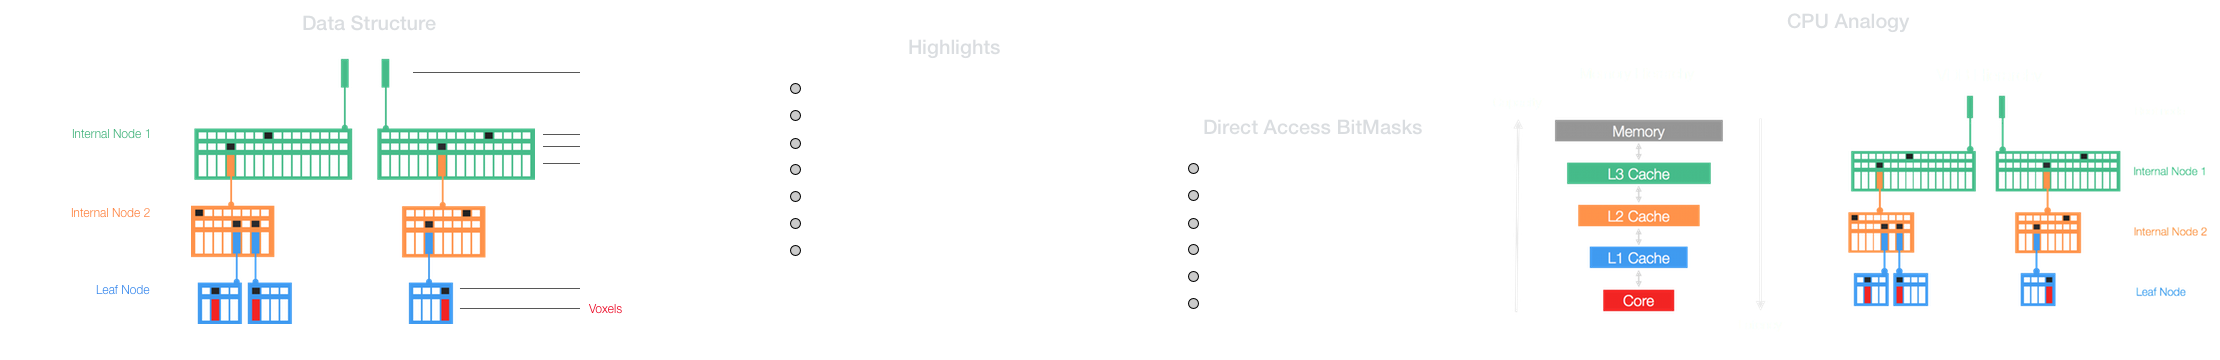 Data Structure
Internal Node 1
Internal Node 2
Leaf Node
Voxels
Highlights
Direct Access BitMasks
CPU Analogy
Memory
L3 Cache
L2 Cache
L1 Cache
Core
Internal Node 1
Internal Node 2
Leaf Node